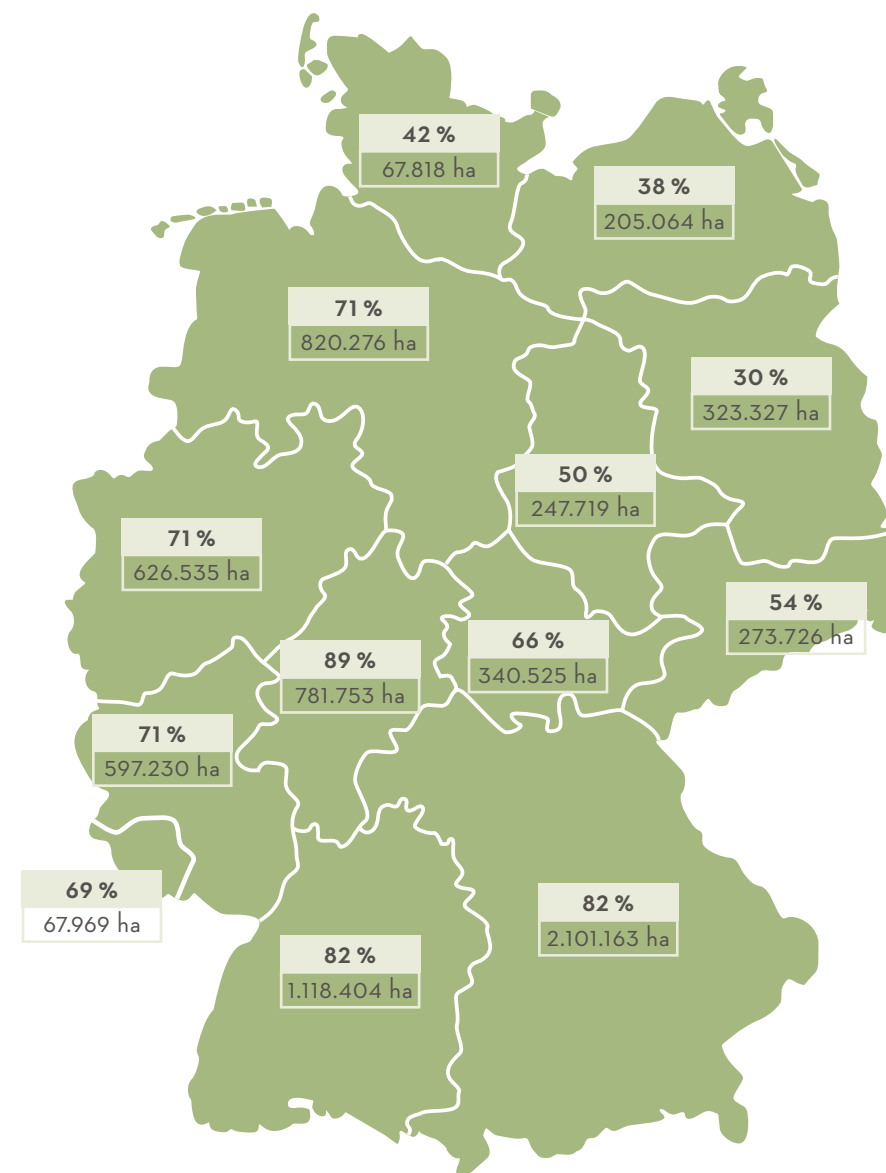 42 %
67.818 ha
38 %
205.064 ha
71 %
820.276 ha
30 %
323.327 ha
50 %
247.719 ha
71 %
626.535 ha
54 %
273.726 ha
66 %
340.525 ha
89 %
781.753 ha
71 %
597.230 ha
69 %
67.969 ha
82 %
2.101.163 ha
82 %
1.118.404 ha